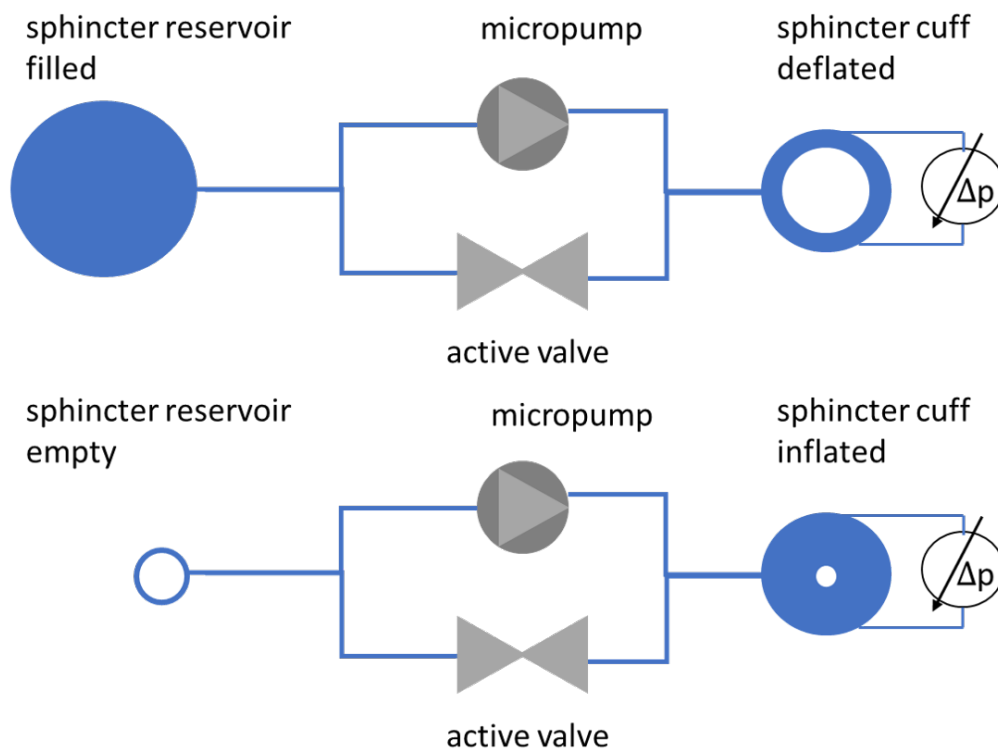 sphincter reservoir
filled
micropump
sphincter cuff
deflated
Δp
active valve
sphincter reservoir
empty
micropump
sphincter cuff
inflated
Δp
active valve